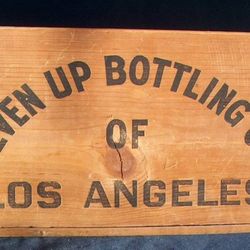 EVEN UP BOTTLING C
OF
LOS ANGELES